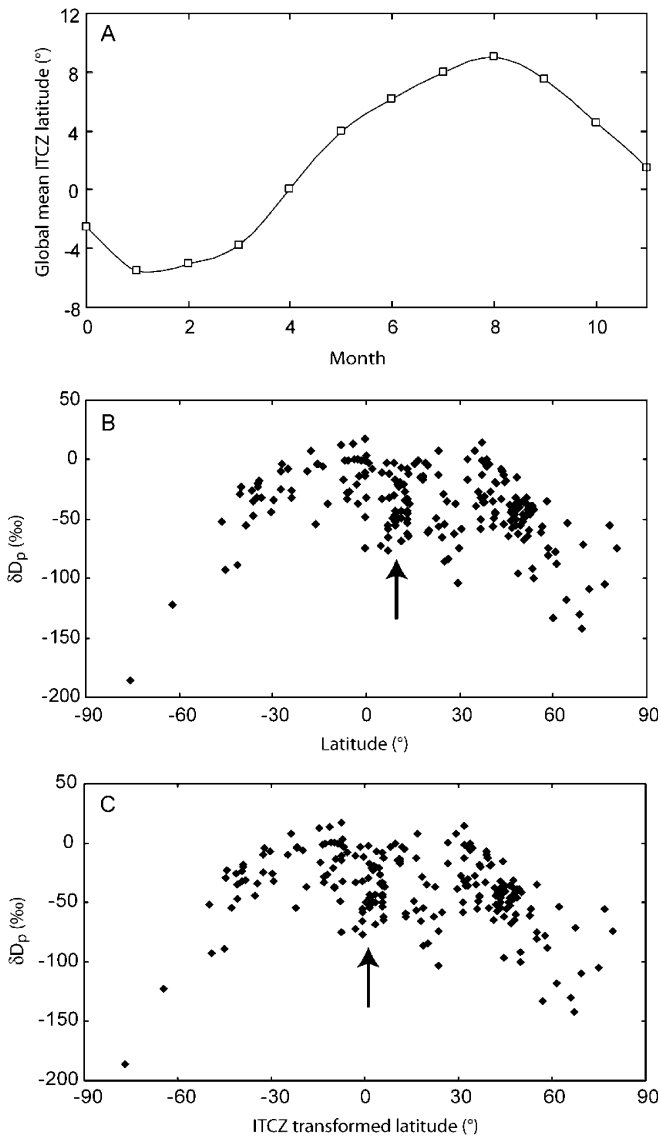 A
Global mean ITCZ latitude (°)
12
8
4
0
-4
-8
0 2 4 6 8 10
Month
B
δDp (‰)
50
0
-50
-100
-150
-200
-90 -60 -30 0 30 60 90
Latitude (°)
C
δDp (‰)
50
0
-50
-100
-150
-200
-90 -60 -30 0 30 60 90
ITCZ transformed latitude (°)